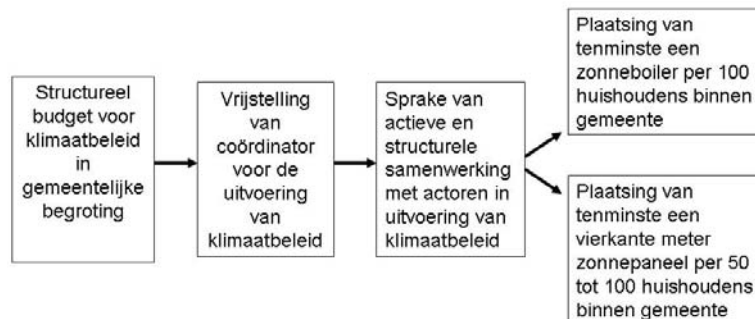 Structureel
budget voor
klimaatbeleid
in
gemeentelijke
begroting
Vrijstelling
van
coördinator
voor de
uitvoering
van
klimaatbeleid
Sprake van
actieve en
structurele
samenwerking
met actoren in
uitvoering van
klimaatbeleid
Plaatsing van
tenminste een
zonneboiler per 100
huishoudens binnen
gemeente
Plaatsing van
tenminste een
vierkante meter
zonnepaneel per 50
tot 100 huishoudens
binnen gemeente